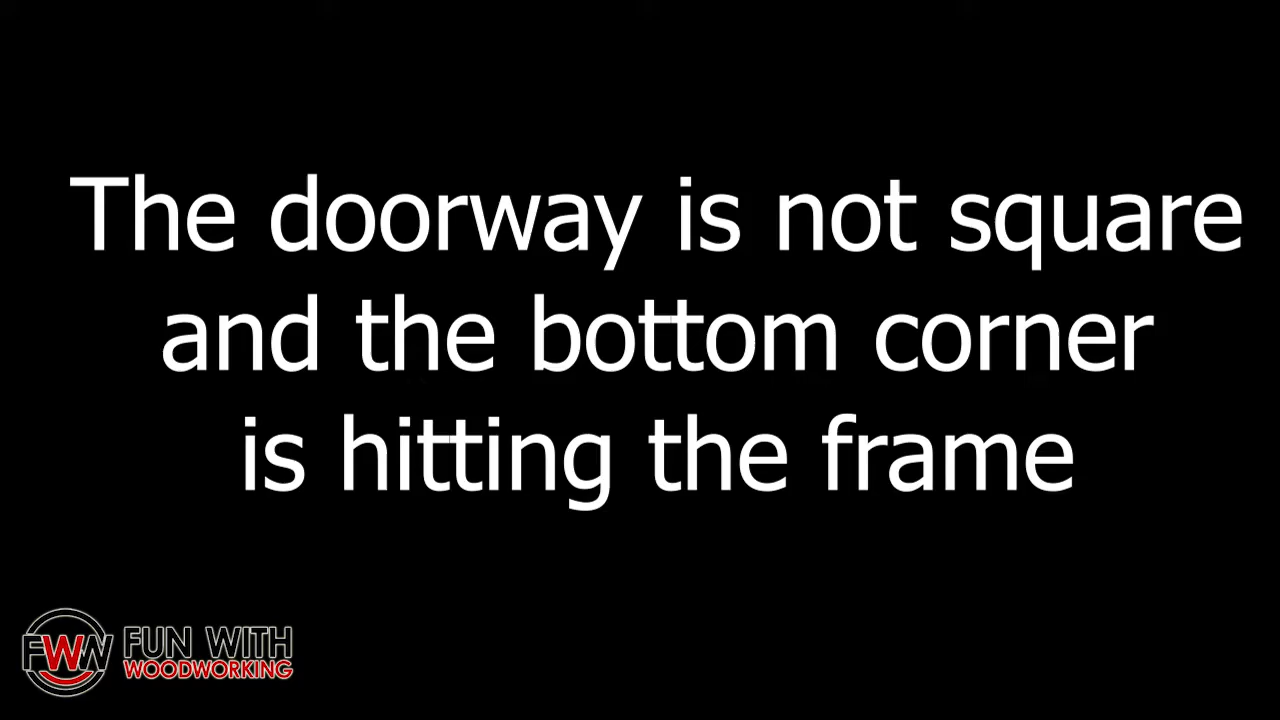 The doorway is not square
and the bottom corner
is hitting the frame
FWW
FUN WITH
WOODWORKING